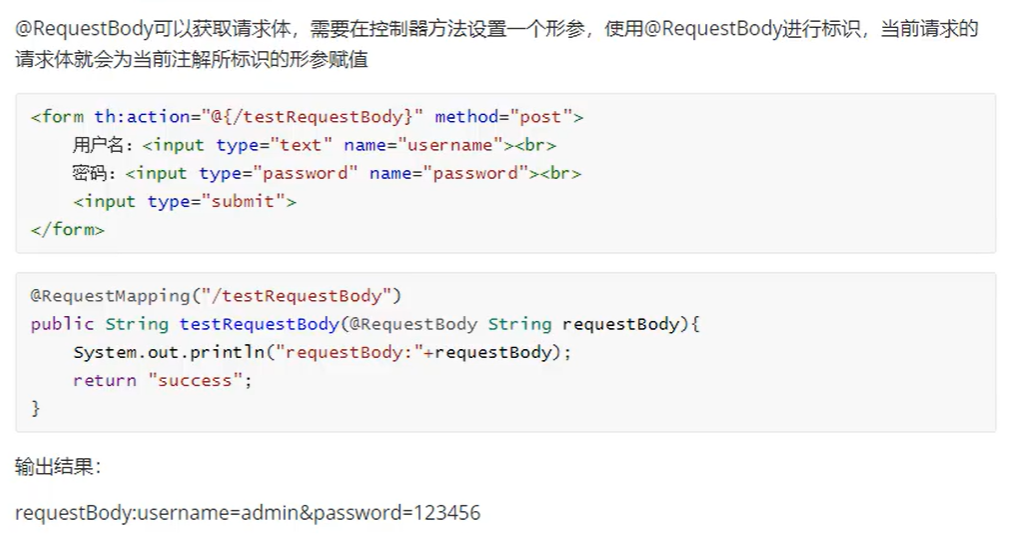 @RequestBody可以获取请求体，需要在控制器方法设置一个形参，使用@RequestBody进行标识，当前请求的
请求体就会为当前注解所标识的形参赋值
<form th:action="@{/testRequestBody}" method="post">
    用户名：<input type="text" name="username"><br>
    密码：<input type="password" name="password"><br>
    <input type="submit">
</form>
@RequestMapping("/testRequestBody")
public String testRequestBody(@RequestBody String requestBody){
    System.out.println("requestBody:"+requestBody);
    return "success";
}
输出结果：
requestBody:username=admin&password=123456